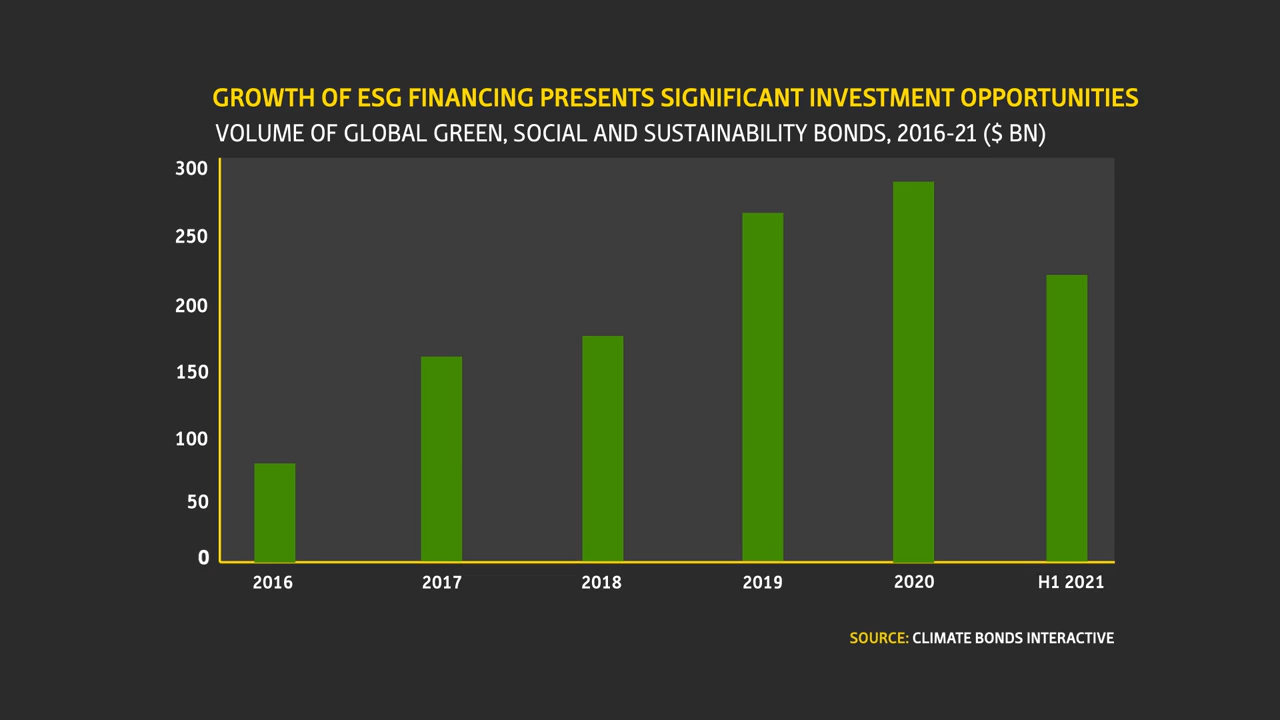 GROWTH OF ESG FINANCING PRESENTS SIGNIFICANT INVESTMENT OPPORTUNITIES
VOLUME OF GLOBAL GREEN, SOCIAL AND SUSTAINABILITY BONDS, 2016-21 ($ BN)
300
250
200
150
100
50
0
2016 2017 2018 2019 2020 H1 2021
SOURCE: CLIMATE BONDS INTERACTIVE